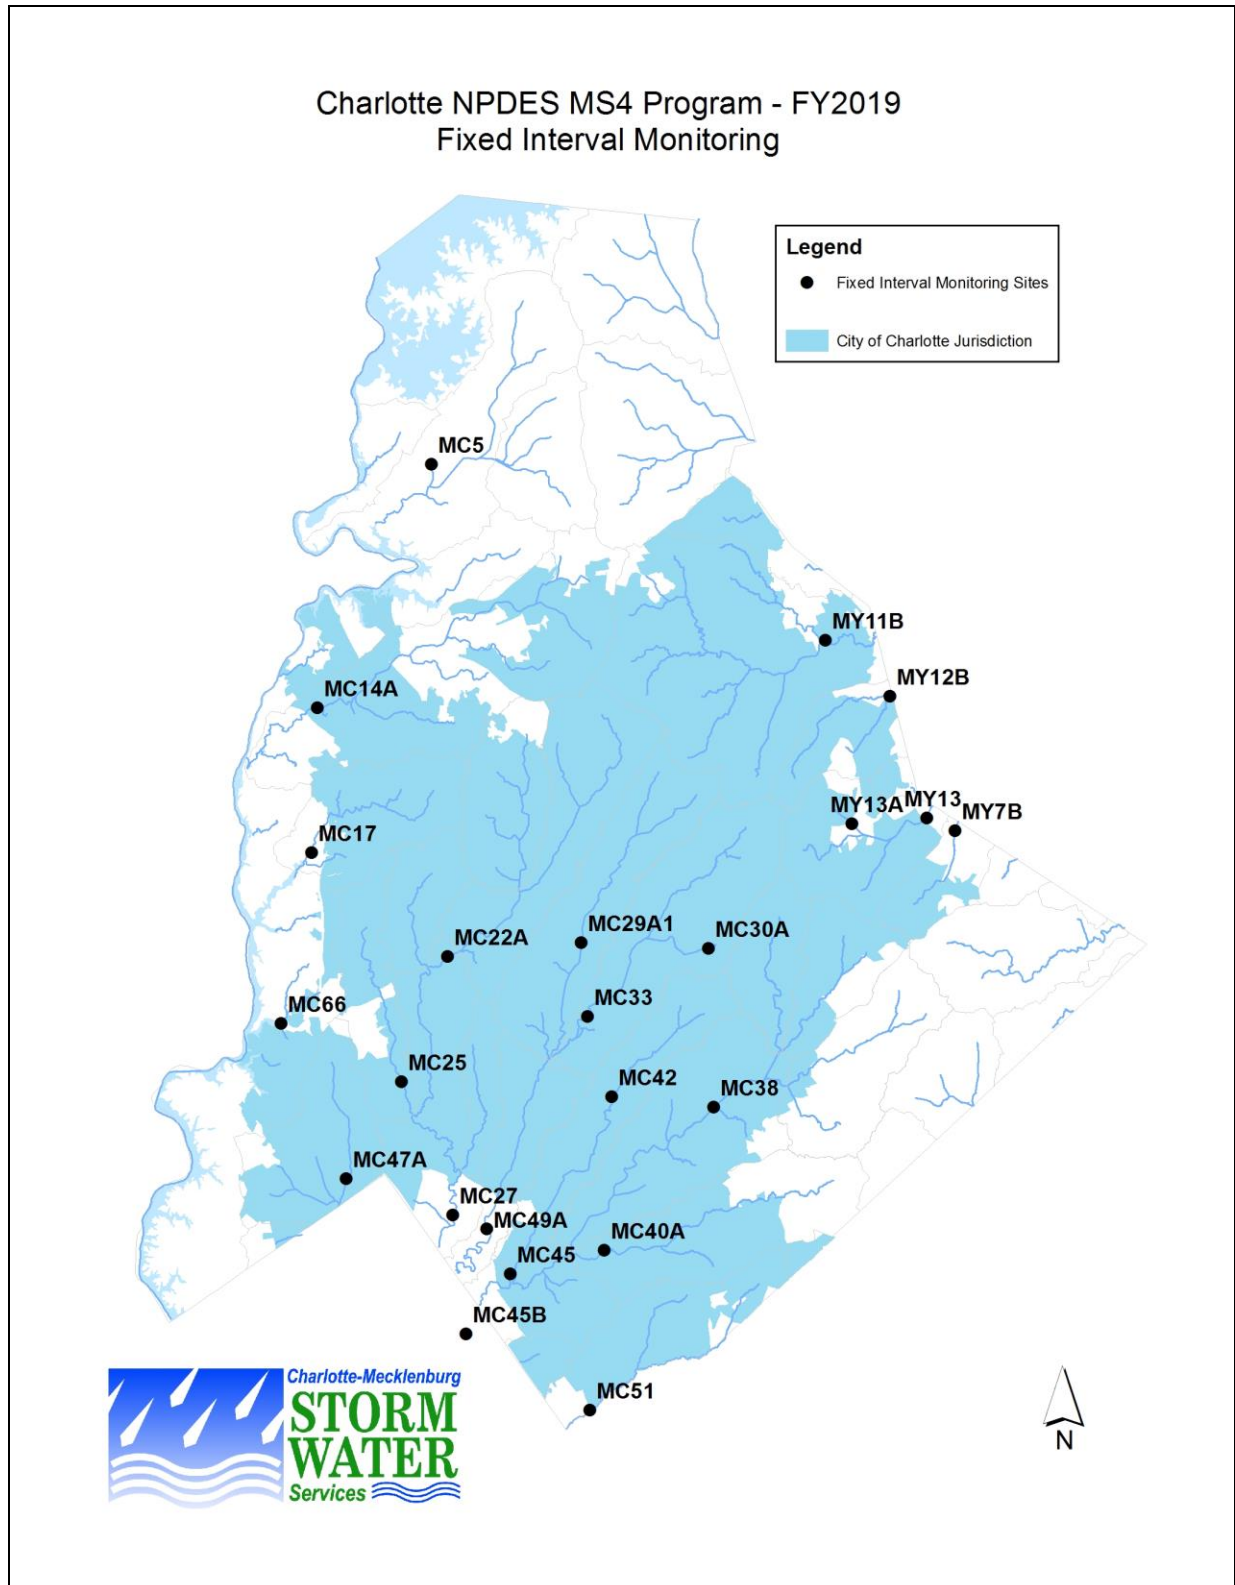 Charlotte NPDES MS4 Program - FY2019
Fixed Interval Monitoring
Legend
Fixed Interval Monitoring Sites
City of Charlotte Jurisdiction
MC5
MY11B
MY12B
MC14A
MY13A
MY13
MY7B
MC17
MC29A1
MC30A
MC22A
MC66
MC33
MC25
MC42
MC38
MC47A
MC27
MC49A
MC40A
MC45
MC45B
MC51
Charlotte-Mecklenburg
STORM
WATER
Services
N